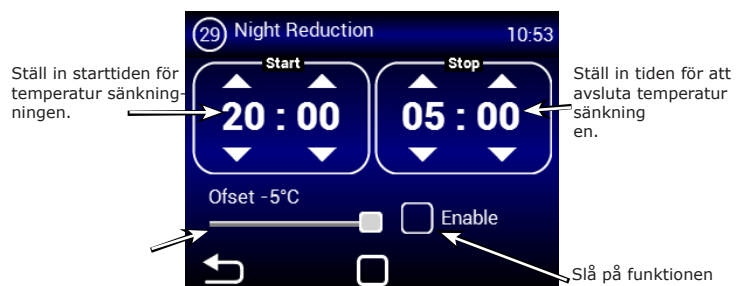 29 Night Reduction 10:53
Start
Stop
Ställ in starttiden för
temperatur sänkning-
ningen.
20 : 00
05 : 00
Ställ in tiden för att
avsluta temperatur
sänkning
en.
Ofset -5°C
Enable
Slå på funktionen